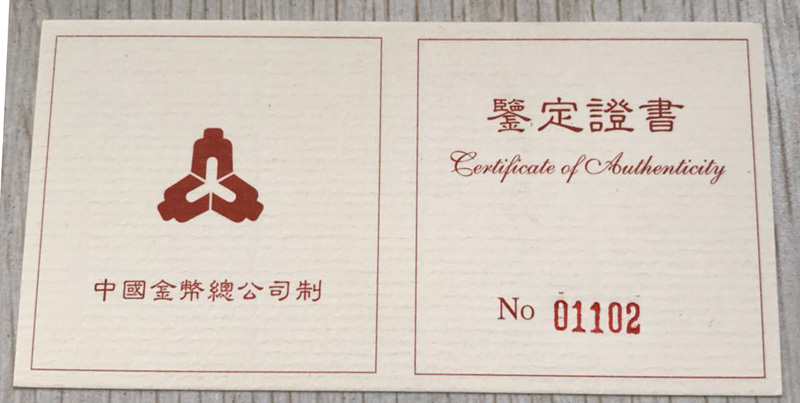 中國金幣總公司制
鑒定證書
Certificate of Authenticity
No 01102